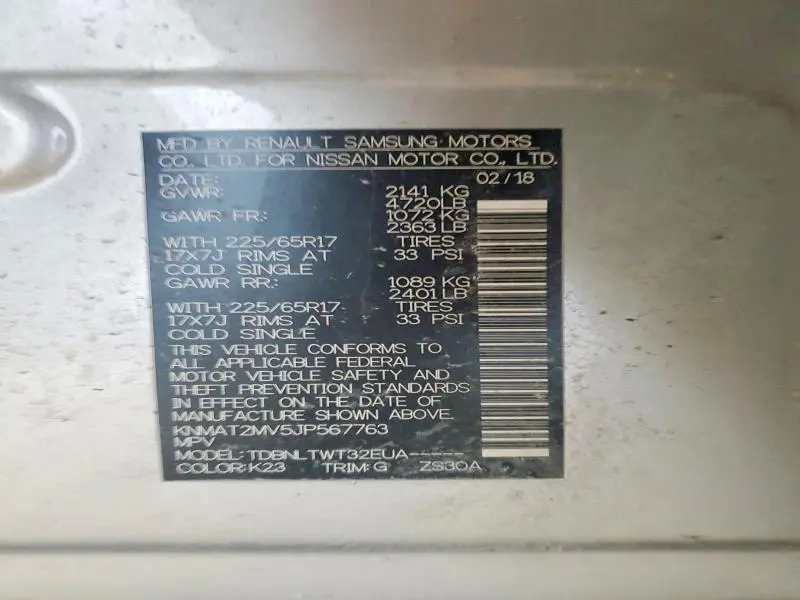 MFD BY RENAULT SAMSUNG MOTORS
CO., LTD. FOR NISSAN MOTOR CO., LTD.
DATE: 02/18
GVWR: 2141 KG
4720LB
GAWR FR: 1072 KG
2363 LB
WITH 225/65R17 TIRES
17X7J RIMS AT 33 PSI
COLD SINGLE
GAWR RR: 1089 KG
2401 LB
WITH 225/65R17 TIRES
17X7J RIMS AT 33 PSI
COLD SINGLE
THIS VEHICLE CONFORMS TO
ALL APPLICABLE FEDERAL
MOTOR VEHICLE SAFETY AND
THEFT PREVENTION STANDARDS
IN EFFECT ON THE DATE OF
MANUFACTURE SHOWN ABOVE.
KNMAT2MV5JP567763
MPV
MODEL: TDBNLTWT32EUA-----
COLOR:K23 TRIM:G ZS30A